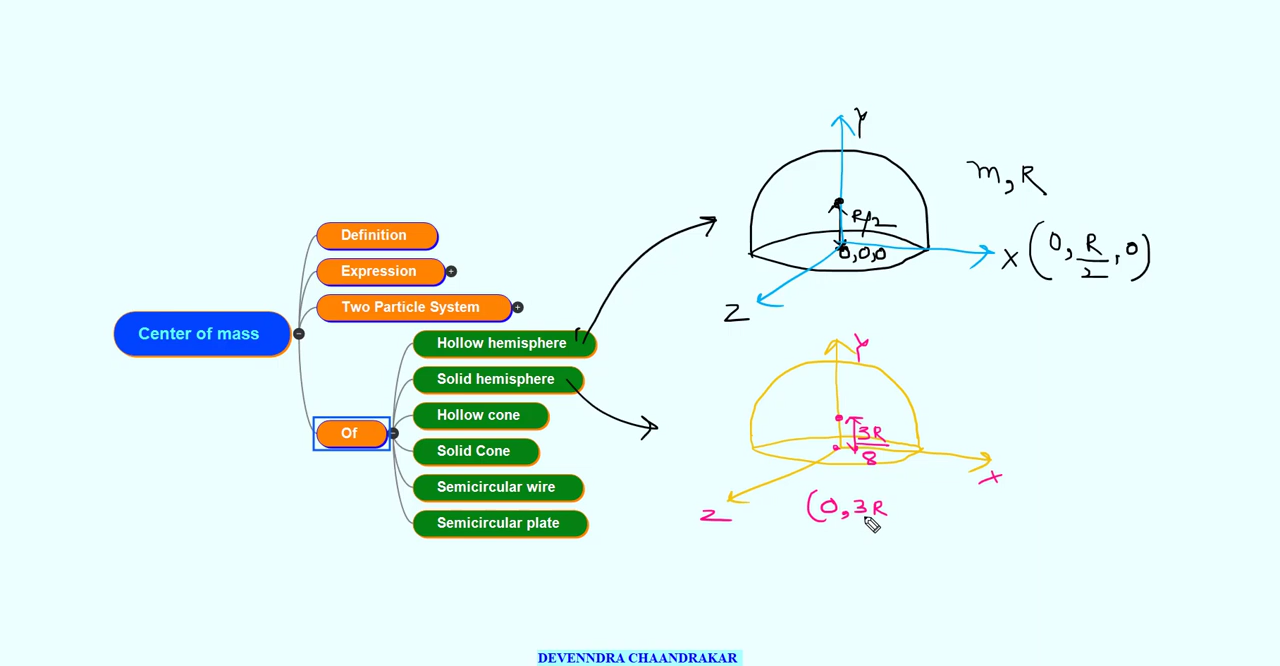 Center of mass
Definition
Expression
Two Particle System
Of
Hollow hemisphere
Solid hemisphere
Hollow cone
Solid Cone
Semicircular wire
Semicircular plate
Y
m, R
R/2
0,0,0
X
(0, R/2, 0)
Z
Y
3R/8
X
Z
(0, 3R
DEVENNDRA CHAANDRAKAR